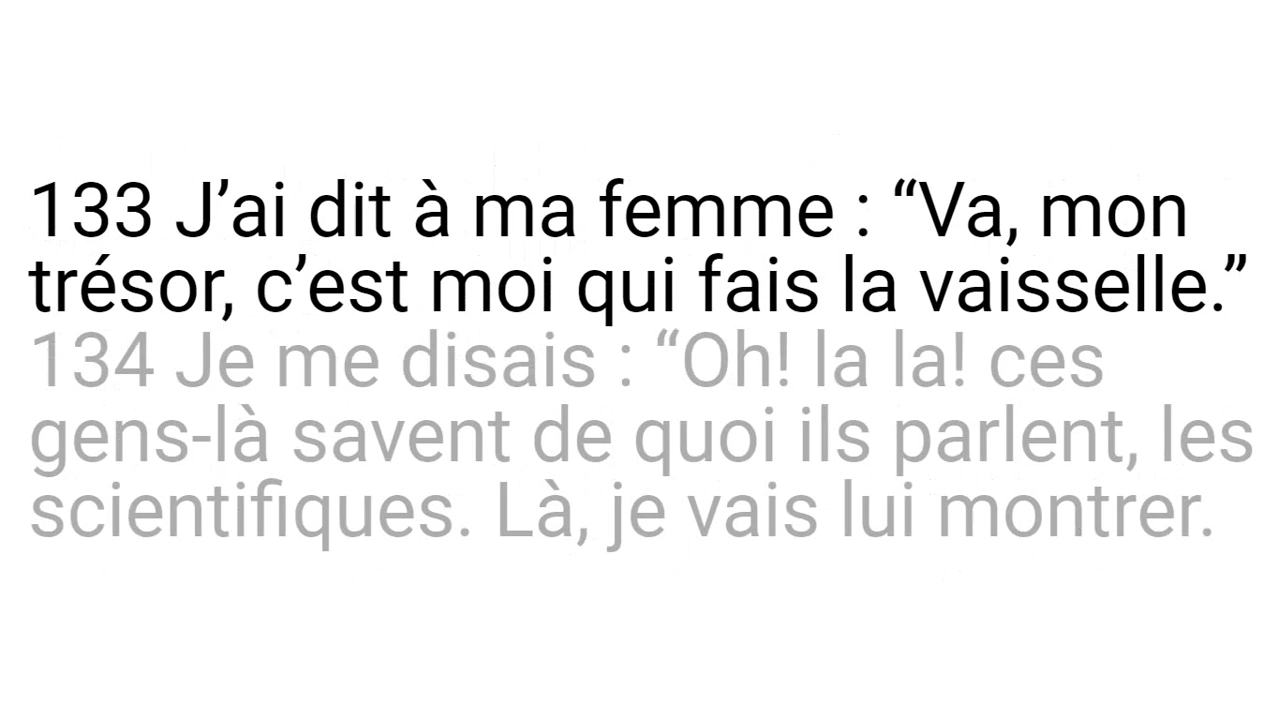 133 J’ai dit à ma femme : “Va, mon
trésor, c’est moi qui fais la vaisselle.”
134 Je me disais : “Oh! la la! ces
gens-là savent de quoi ils parlent, les
scientifiques. Là, je vais lui montrer.